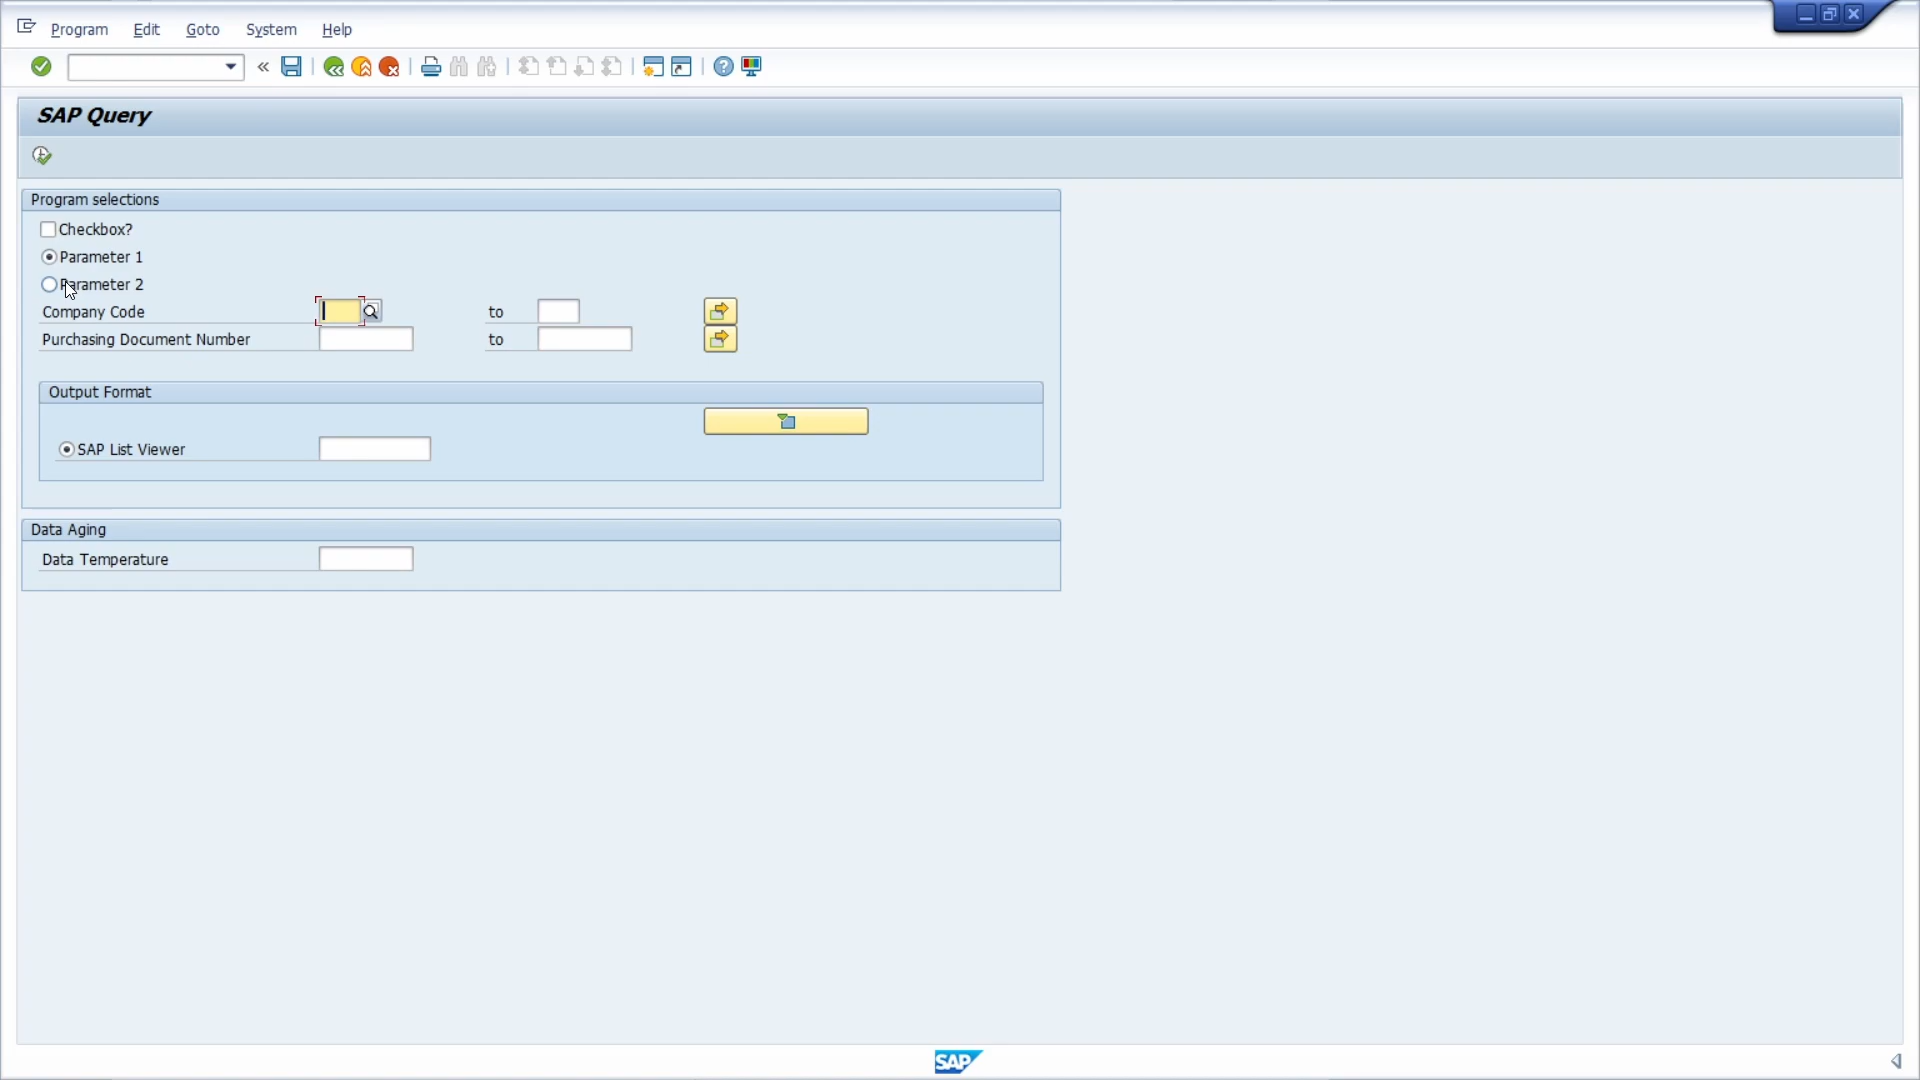 Program Edit Goto System Help
SAP Query
Program selections
Checkbox?
Parameter 1
Parameter 2
Company Code to
Purchasing Document Number to
Output Format
SAP List Viewer
Data Aging
Data Temperature
SAP